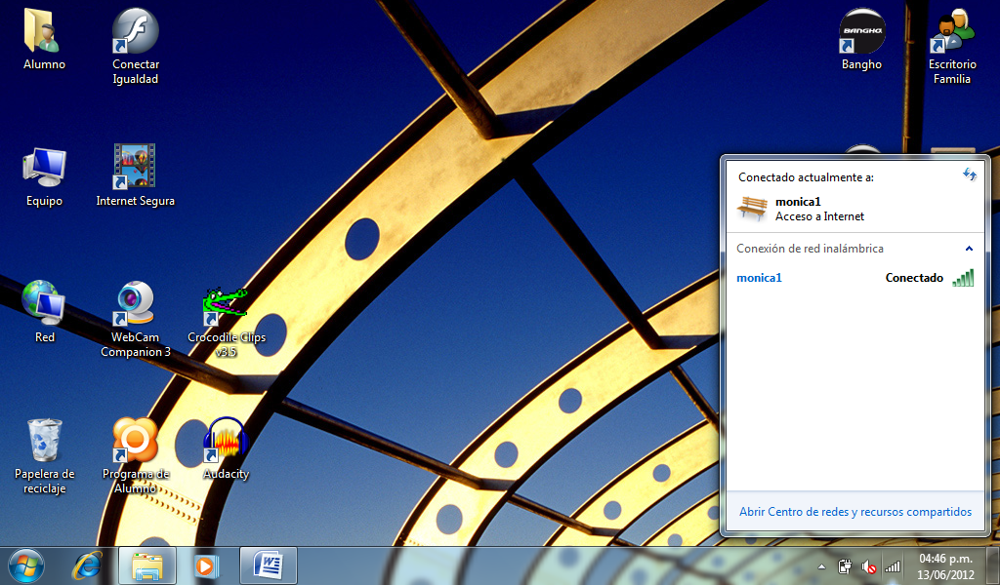 Alumno
Conectar
Igualdad
BANGHO
Bangho
Escritorio
Familia
Equipo
Internet Segura
Red
WebCam
Companion 3
Crocodile Clips
v3.5
Papelera de
reciclaje
Programa de
Alumno
Audacity
Conectado actualmente a:
monica1
Acceso a Internet
Conexión de red inalámbrica
monica1 Conectado
Abrir Centro de redes y recursos compartidos
04:46 p.m.
13/06/2012